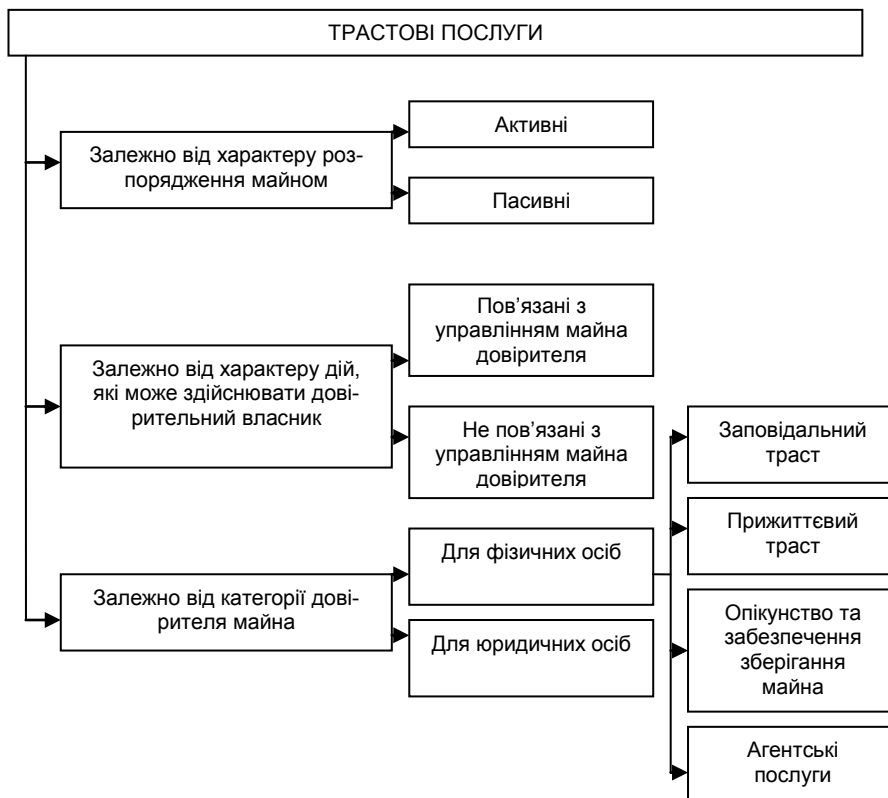 ТРАСТОВІ ПОСЛУГИ
Залежно від характеру роз-
порядження майном
Активні
Пасивні
Залежно від характеру дій,
які може здійснювати дові-
рительний власник
Пов’язані з
управлінням майна
довірителя
Не пов’язані з
управлінням майна
довірителя
Залежно від категорії дові-
рителя майна
Для фізичних осіб
Для юридичних осіб
Заповідальний
траст
Прижиттєвий
траст
Опікунство та
забезпечення
зберігання
майна
Агентські
послуги